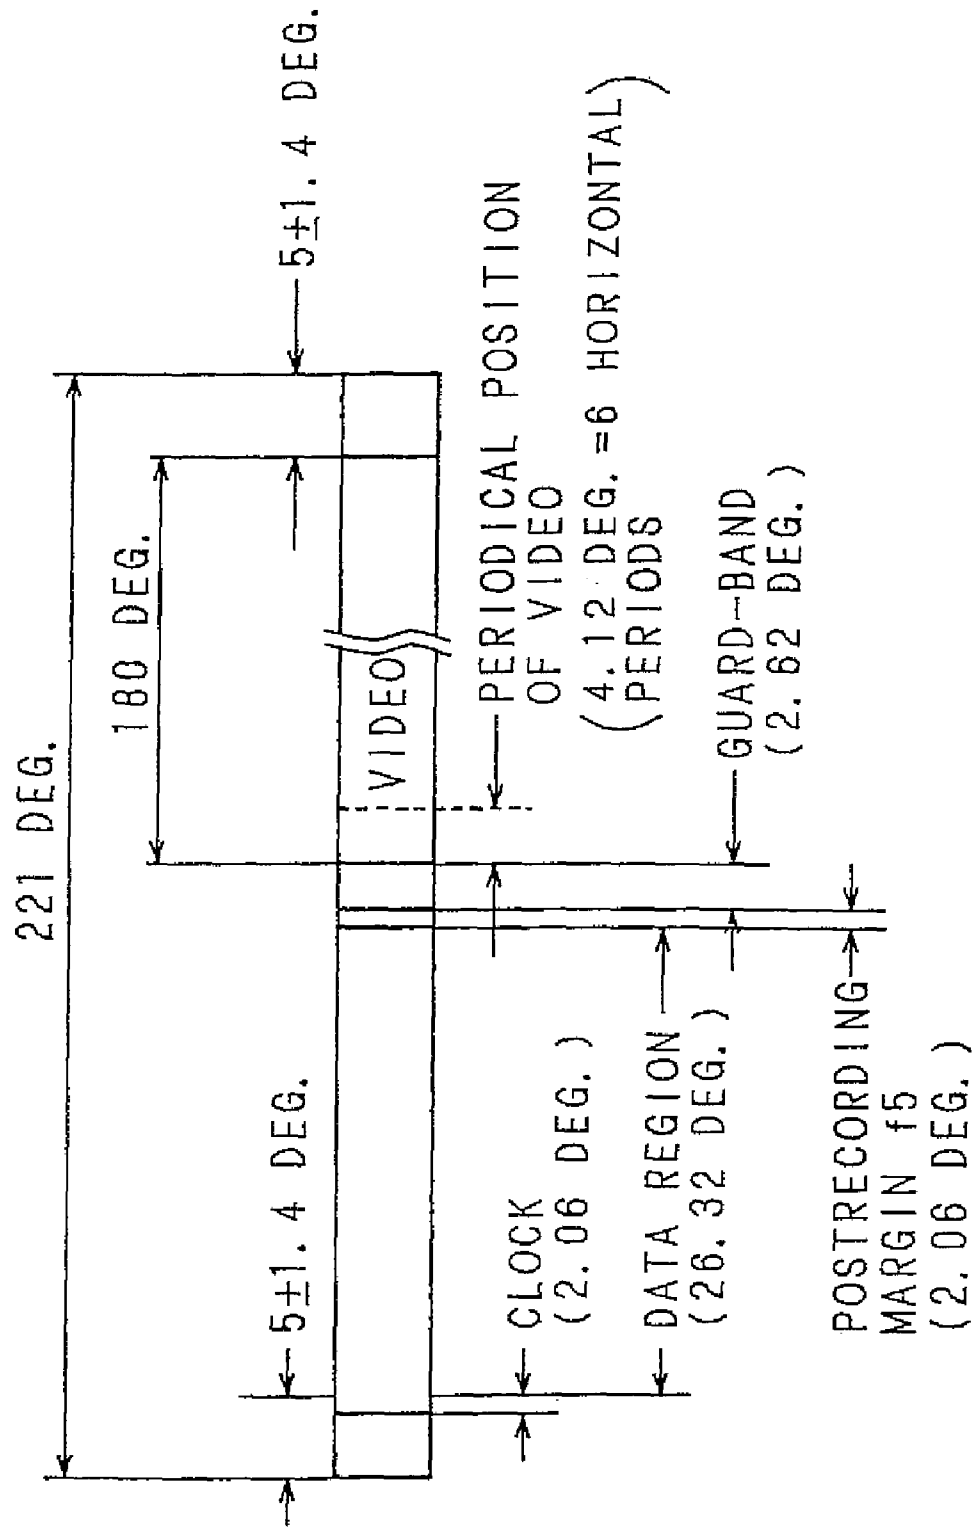 221 DEG.
180 DEG.
5±1.4 DEG.
5±1.4 DEG.
VIDEO
PERIODICAL POSITION
OF VIDEO
(4.12 DEG.=6 HORIZONTAL)
PERIODS
CLOCK
(2.06 DEG.)
DATA REGION
(26.32 DEG.)
GUARD-BAND
(2.62 DEG.)
POSTRECORDING
MARGIN f5
(2.06 DEG.)